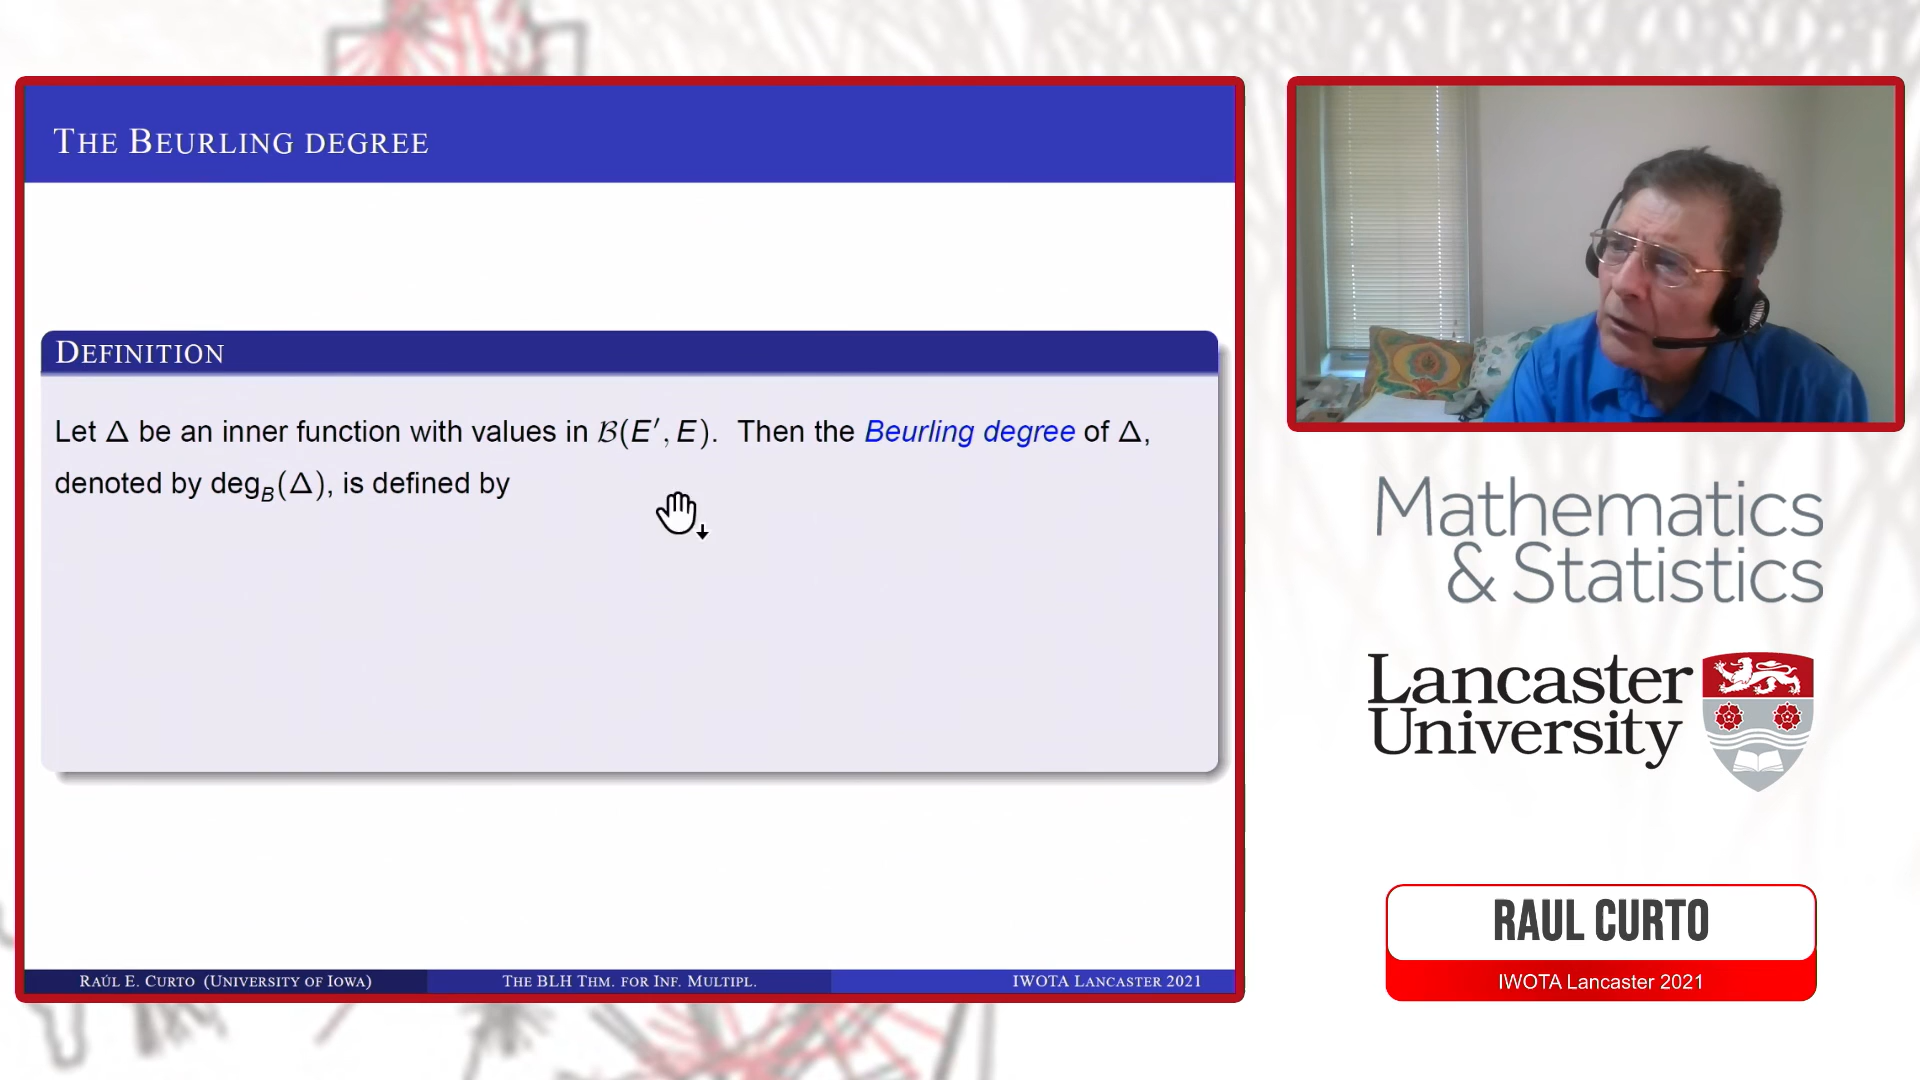 THE BEURLING DEGREE
DEFINITION
Let Δ be an inner function with values in 𝓑(E′, E). Then the Beurling degree of Δ,
denoted by deg_B(Δ), is defined by
RAÚL E. CURTO (UNIVERSITY OF IOWA)
THE BLH THM. FOR INF. MULTIPL.
IWOTA LANCASTER 2021
Mathematics
& Statistics
Lancaster
University
RAUL CURTO
IWOTA Lancaster 2021